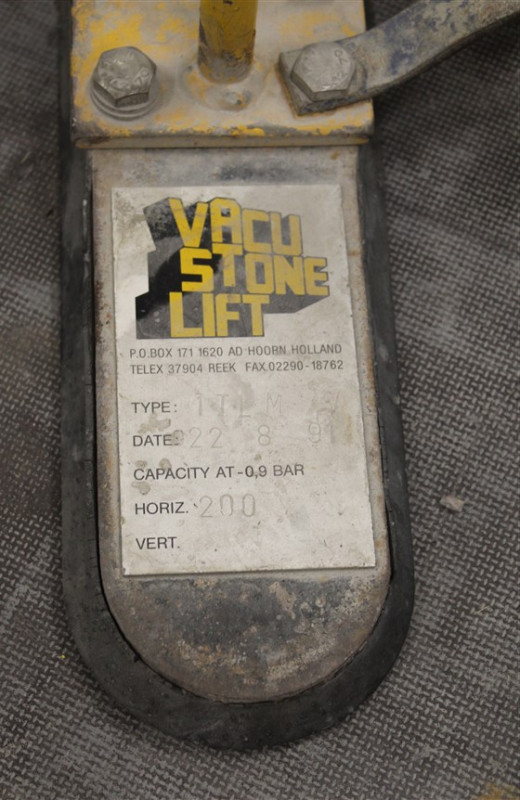 VACU
STONE
LIFT
P.O.BOX 171 1620 AD HOORN HOLLAND
TELEX 37904 REEK FAX.02290-18762
TYPE:
DATE: 22 8 91
CAPACITY AT -0,9 BAR
HORIZ. 200
VERT.